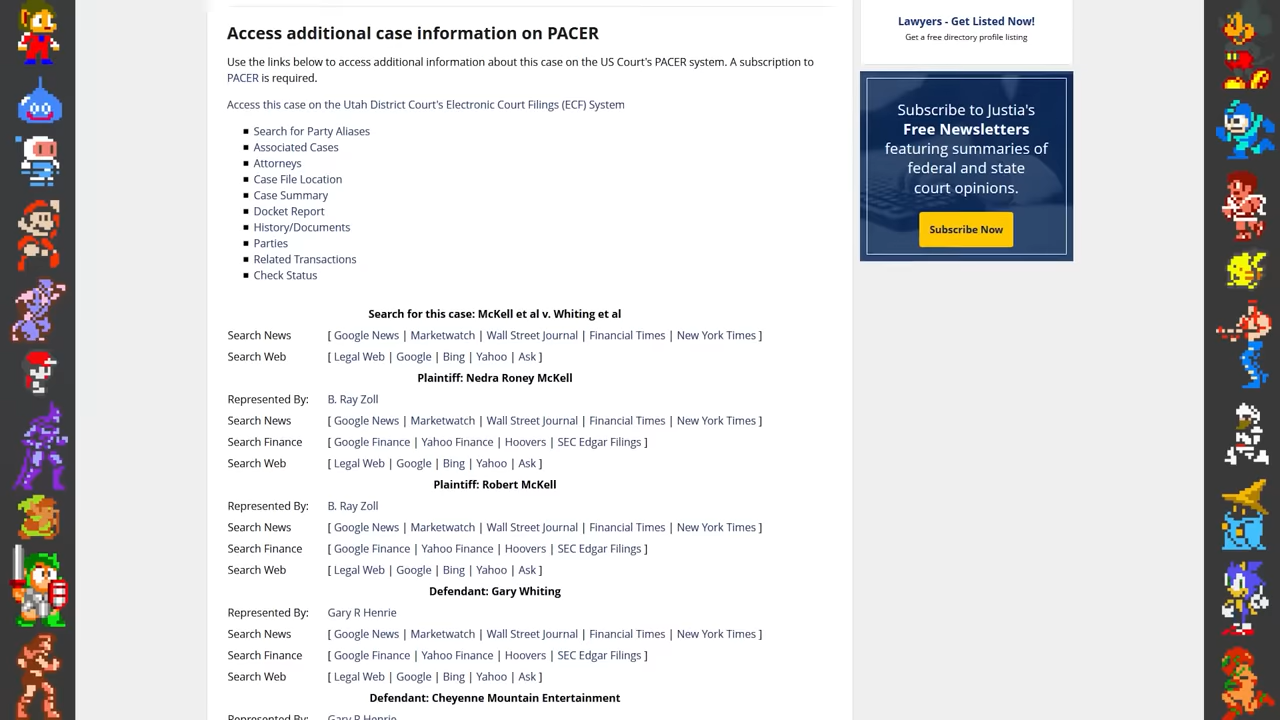 Access additional case information on PACER
Use the links below to access additional information about this case on the US Court's PACER system. A subscription to
PACER is required.
Access this case on the Utah District Court's Electronic Court Filings (ECF) System
Search for Party Aliases
Associated Cases
Attorneys
Case File Location
Case Summary
Docket Report
History/Documents
Parties
Related Transactions
Check Status
Search for this case: McKell et al v. Whiting et al
Search News [ Google News | Marketwatch | Wall Street Journal | Financial Times | New York Times ]
Search Web [ Legal Web | Google | Bing | Yahoo | Ask ]
Plaintiff: Nedra Roney McKell
Represented By: B. Ray Zoll
Search News [ Google News | Marketwatch | Wall Street Journal | Financial Times | New York Times ]
Search Finance [ Google Finance | Yahoo Finance | Hoovers | SEC Edgar Filings ]
Search Web [ Legal Web | Google | Bing | Yahoo | Ask ]
Plaintiff: Robert McKell
Represented By: B. Ray Zoll
Search News [ Google News | Marketwatch | Wall Street Journal | Financial Times | New York Times ]
Search Finance [ Google Finance | Yahoo Finance | Hoovers | SEC Edgar Filings ]
Search Web [ Legal Web | Google | Bing | Yahoo | Ask ]
Defendant: Gary Whiting
Represented By: Gary R Henrie
Search News [ Google News | Marketwatch | Wall Street Journal | Financial Times | New York Times ]
Search Finance [ Google Finance | Yahoo Finance | Hoovers | SEC Edgar Filings ]
Search Web [ Legal Web | Google | Bing | Yahoo | Ask ]
Defendant: Cheyenne Mountain Entertainment
Represented By: Gary R Henrie
Lawyers - Get Listed Now!
Get a free directory profile listing
Subscribe to Justia's
Free Newsletters
featuring summaries of
federal and state
court opinions.
Subscribe Now